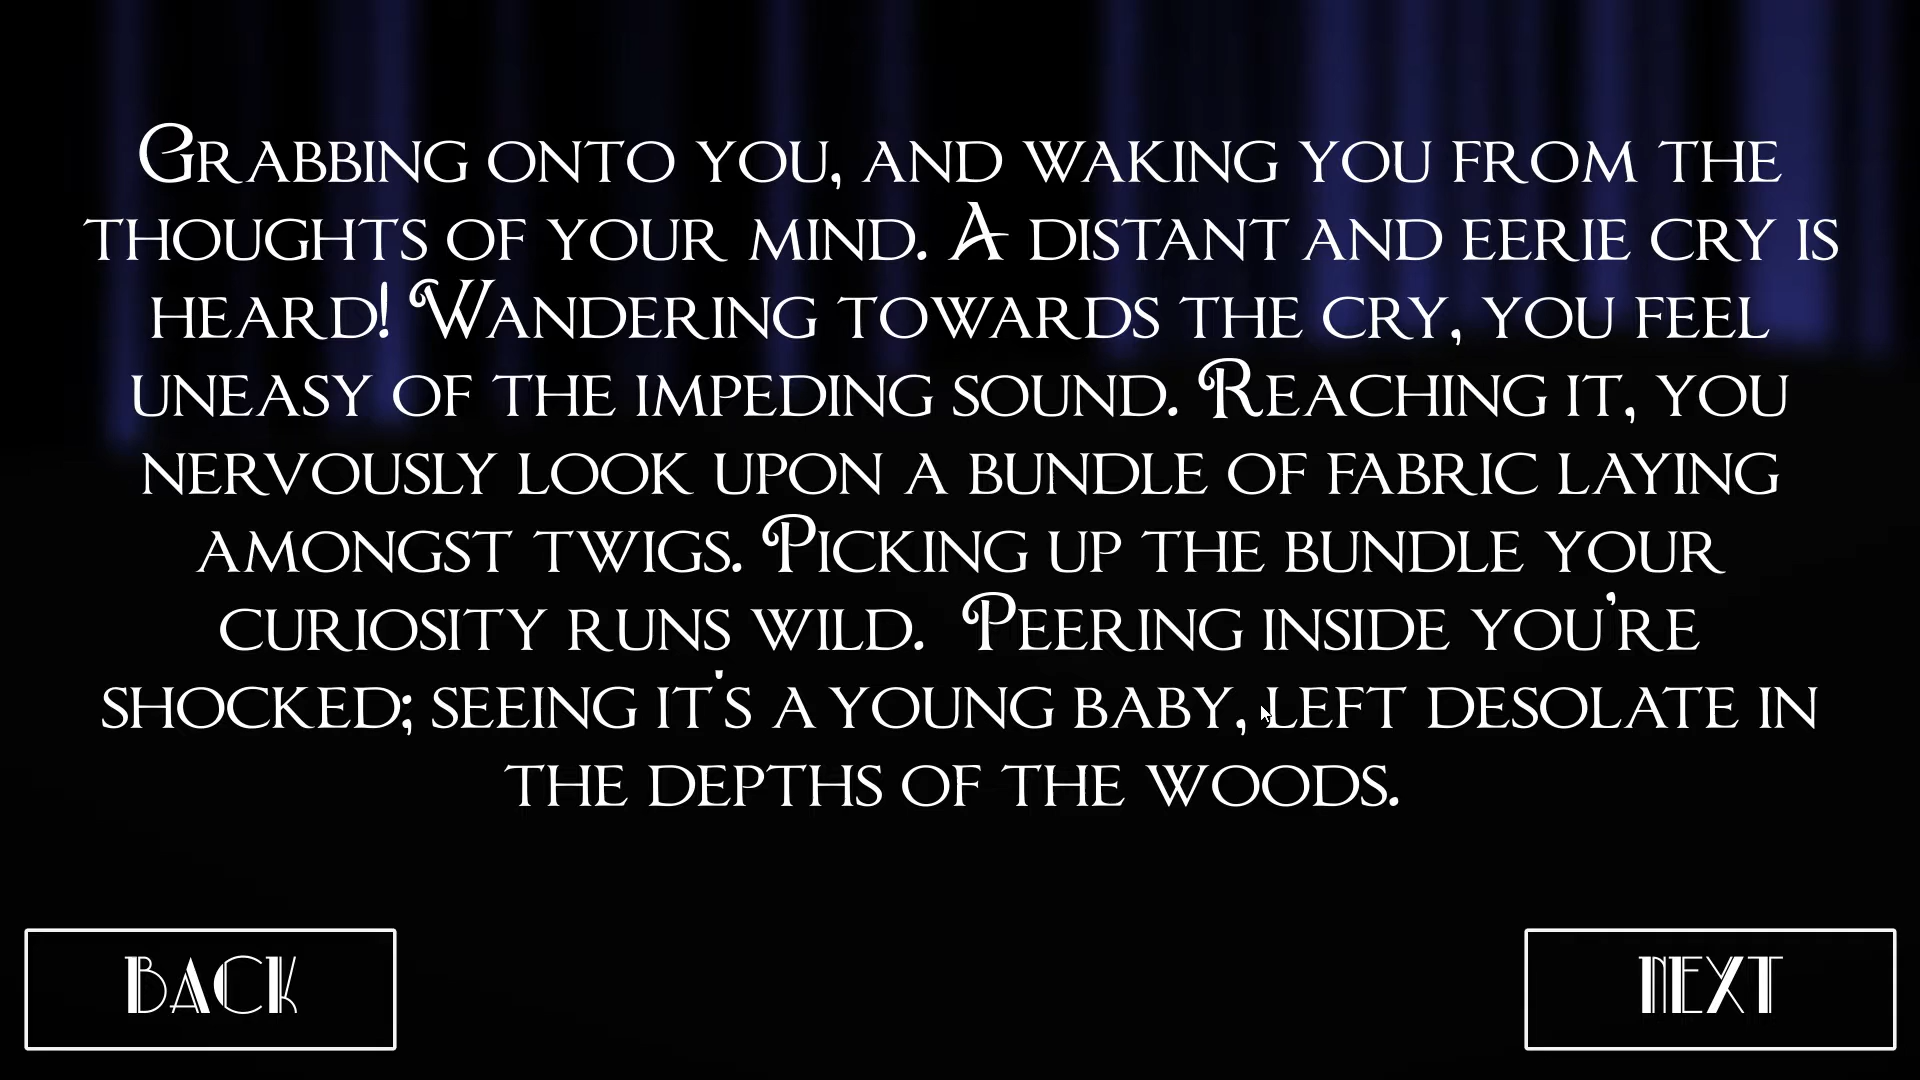 Grabbing onto you, and waking you from the
thoughts of your mind. A distant and eerie cry is
heard! Wandering towards the cry, you feel
uneasy of the impeding sound. Reaching it, you
nervously look upon a bundle of fabric laying
amongst twigs. Picking up the bundle your
curiosity runs wild.  Peering inside you’re
shocked; seeing it's a young baby, left desolate in
the depths of the woods.
BACK
NEXT